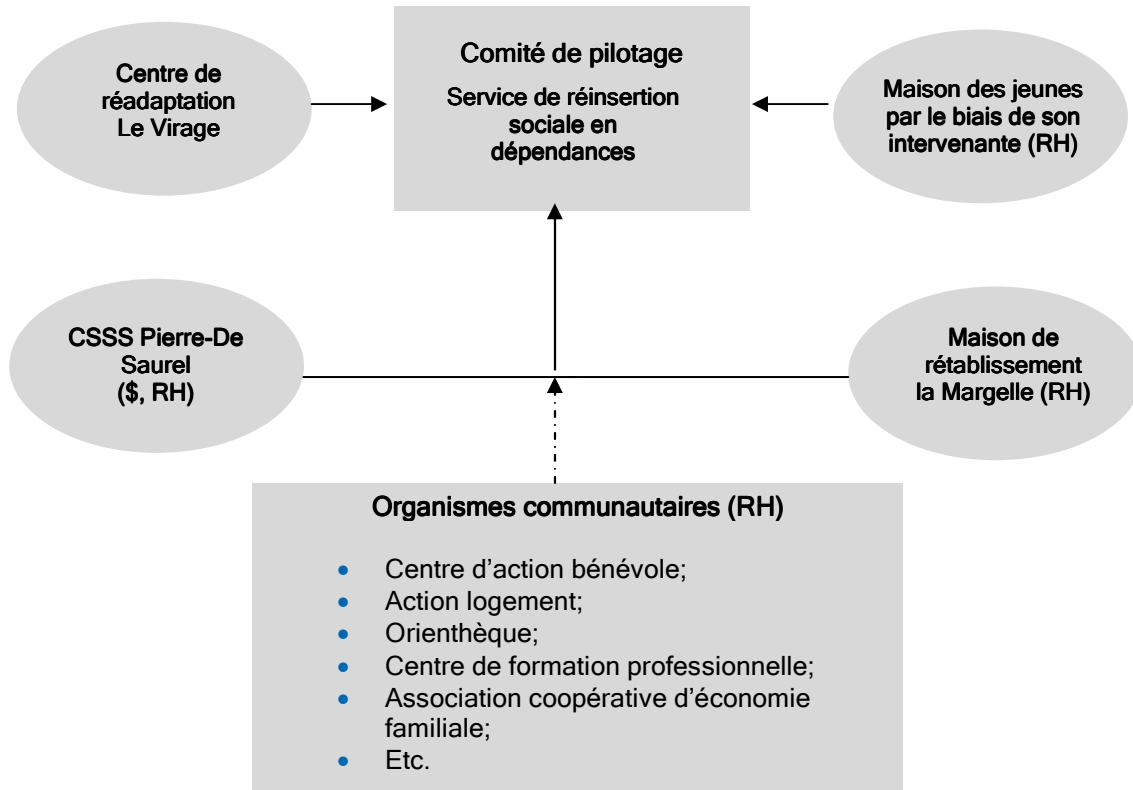 Centre de
réadaptation
Le Virage
Comité de pilotage
Service de réinsertion
sociale en
dépendances
Maison des jeunes
par le biais de son
intervenante (RH)
CSSS Pierre-De
Saurel
($, RH)
Maison de
rétablissement
la Margelle (RH)
Organismes communautaires (RH)
• Centre d'action bénévole;
• Action logement;
• Orienthèque;
• Centre de formation professionnelle;
• Association coopérative d'économie
familiale;
• Etc.